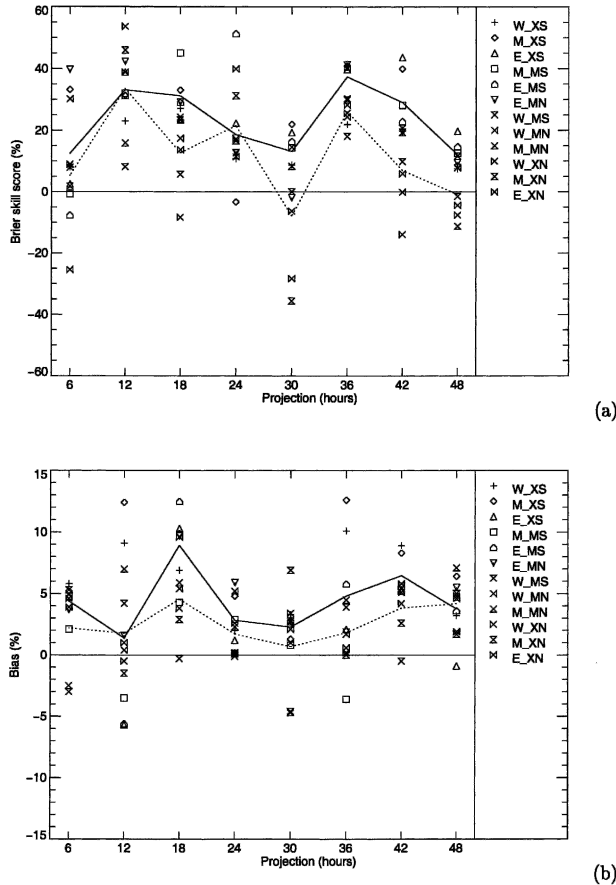 60
40
20
0
−20
−40
−60
Brier skill score (%)
6 12 18 24 30 36 42 48
Projection (hours)
W_XS
M_XS
E_XS
M_MS
E_MS
E_MN
W_MS
W_MN
M_MN
W_XN
M_XN
E_XN
(a)
15
10
5
0
−5
−10
−15
Bias (%)
6 12 18 24 30 36 42 48
Projection (hours)
W_XS
M_XS
E_XS
M_MS
E_MS
E_MN
W_MS
W_MN
M_MN
W_XN
M_XN
E_XN
(b)